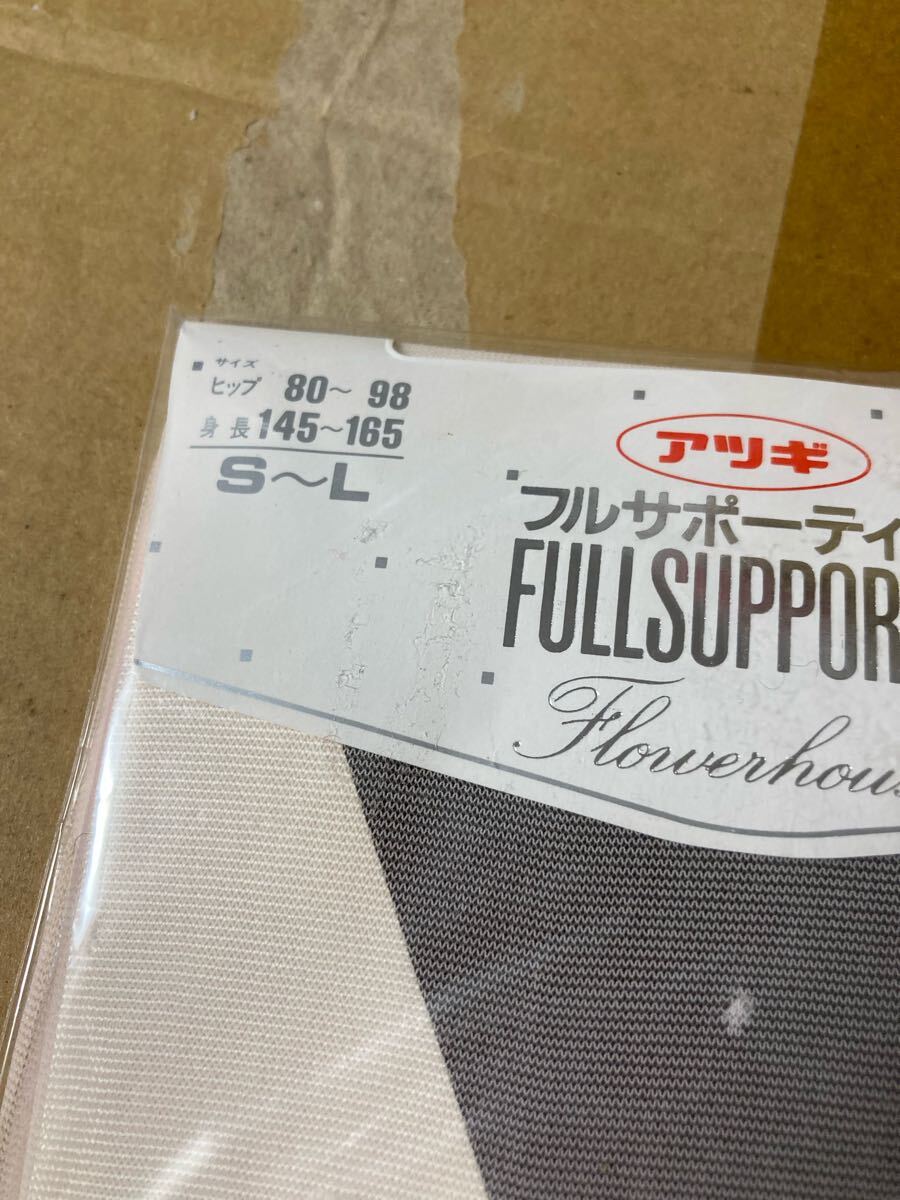 サイズ
ヒップ 80～98
身長 145～165
S～L
アツギ
フルサポーティ
FULLSUPPOR
Flowerhous